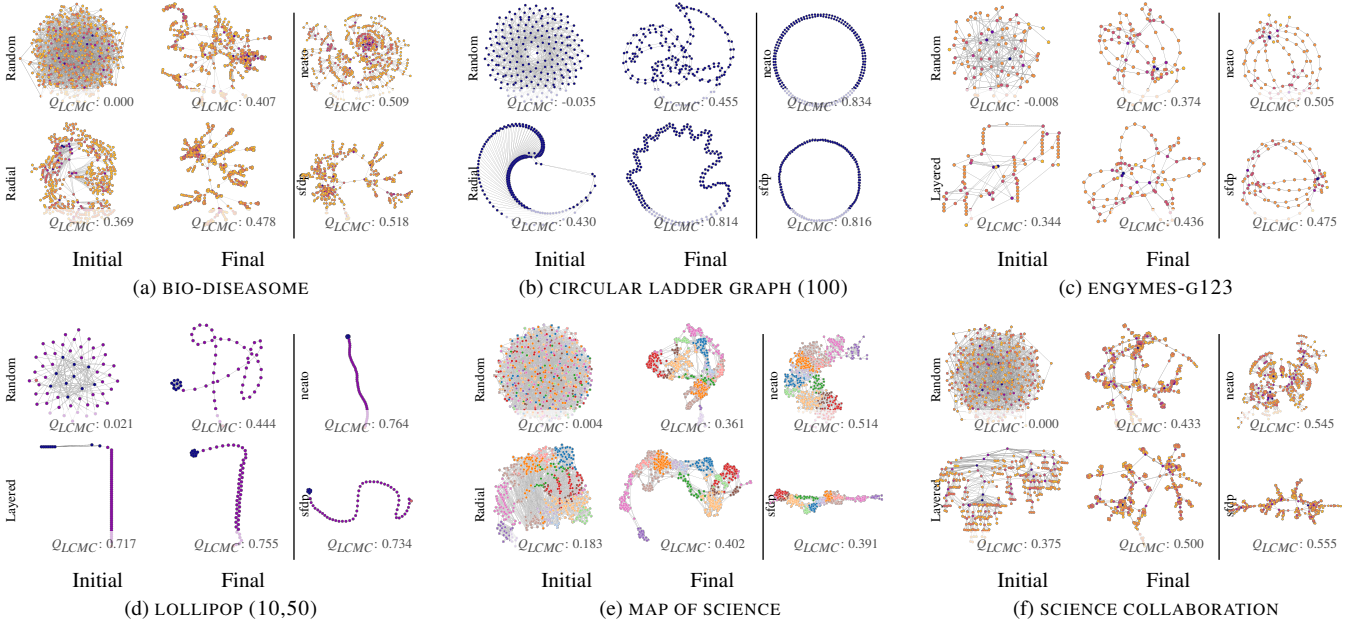 Random
Q_LCMC: 0.000
Q_LCMC: 0.407
neato
Q_LCMC: 0.509
Radial
Q_LCMC: 0.369
Q_LCMC: 0.478
sfdp
Q_LCMC: 0.518
Initial
Final
(a) BIO-DISEASOME
Random
Q_LCMC: -0.035
Q_LCMC: 0.455
neato
Q_LCMC: 0.834
Radial
Q_LCMC: 0.430
Q_LCMC: 0.814
sfdp
Q_LCMC: 0.816
Initial
Final
(b) CIRCULAR LADDER GRAPH (100)
Random
Q_LCMC: -0.008
Q_LCMC: 0.374
neato
Q_LCMC: 0.505
Layered
Q_LCMC: 0.344
Q_LCMC: 0.436
sfdp
Q_LCMC: 0.475
Initial
Final
(c) ENGYMES-G123
Random
Q_LCMC: 0.021
Q_LCMC: 0.444
neato
Q_LCMC: 0.764
Layered
Q_LCMC: 0.717
Q_LCMC: 0.755
sfdp
Q_LCMC: 0.734
Initial
Final
(d) LOLLIPOP (10,50)
Random
Q_LCMC: 0.004
Q_LCMC: 0.361
neato
Q_LCMC: 0.514
Radial
Q_LCMC: 0.183
Q_LCMC: 0.402
sfdp
Q_LCMC: 0.391
Initial
Final
(e) MAP OF SCIENCE
Random
Q_LCMC: 0.000
Q_LCMC: 0.433
neato
Q_LCMC: 0.545
Layered
Q_LCMC: 0.375
Q_LCMC: 0.500
sfdp
Q_LCMC: 0.555
Initial
Final
(f) SCIENCE COLLABORATION